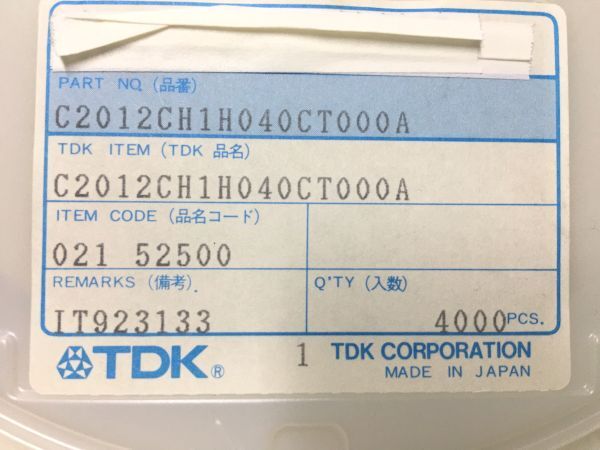 PART NO. (品番)
C2012CH1H040CT000A
TDK ITEM (TDK 品名)
C2012CH1H040CT000A
ITEM CODE (品名コード)
021 52500
REMARKS (備考).
IT923133
Q'TY (入数)
4000 PCS.
TDK® 1 TDK CORPORATION
MADE IN JAPAN